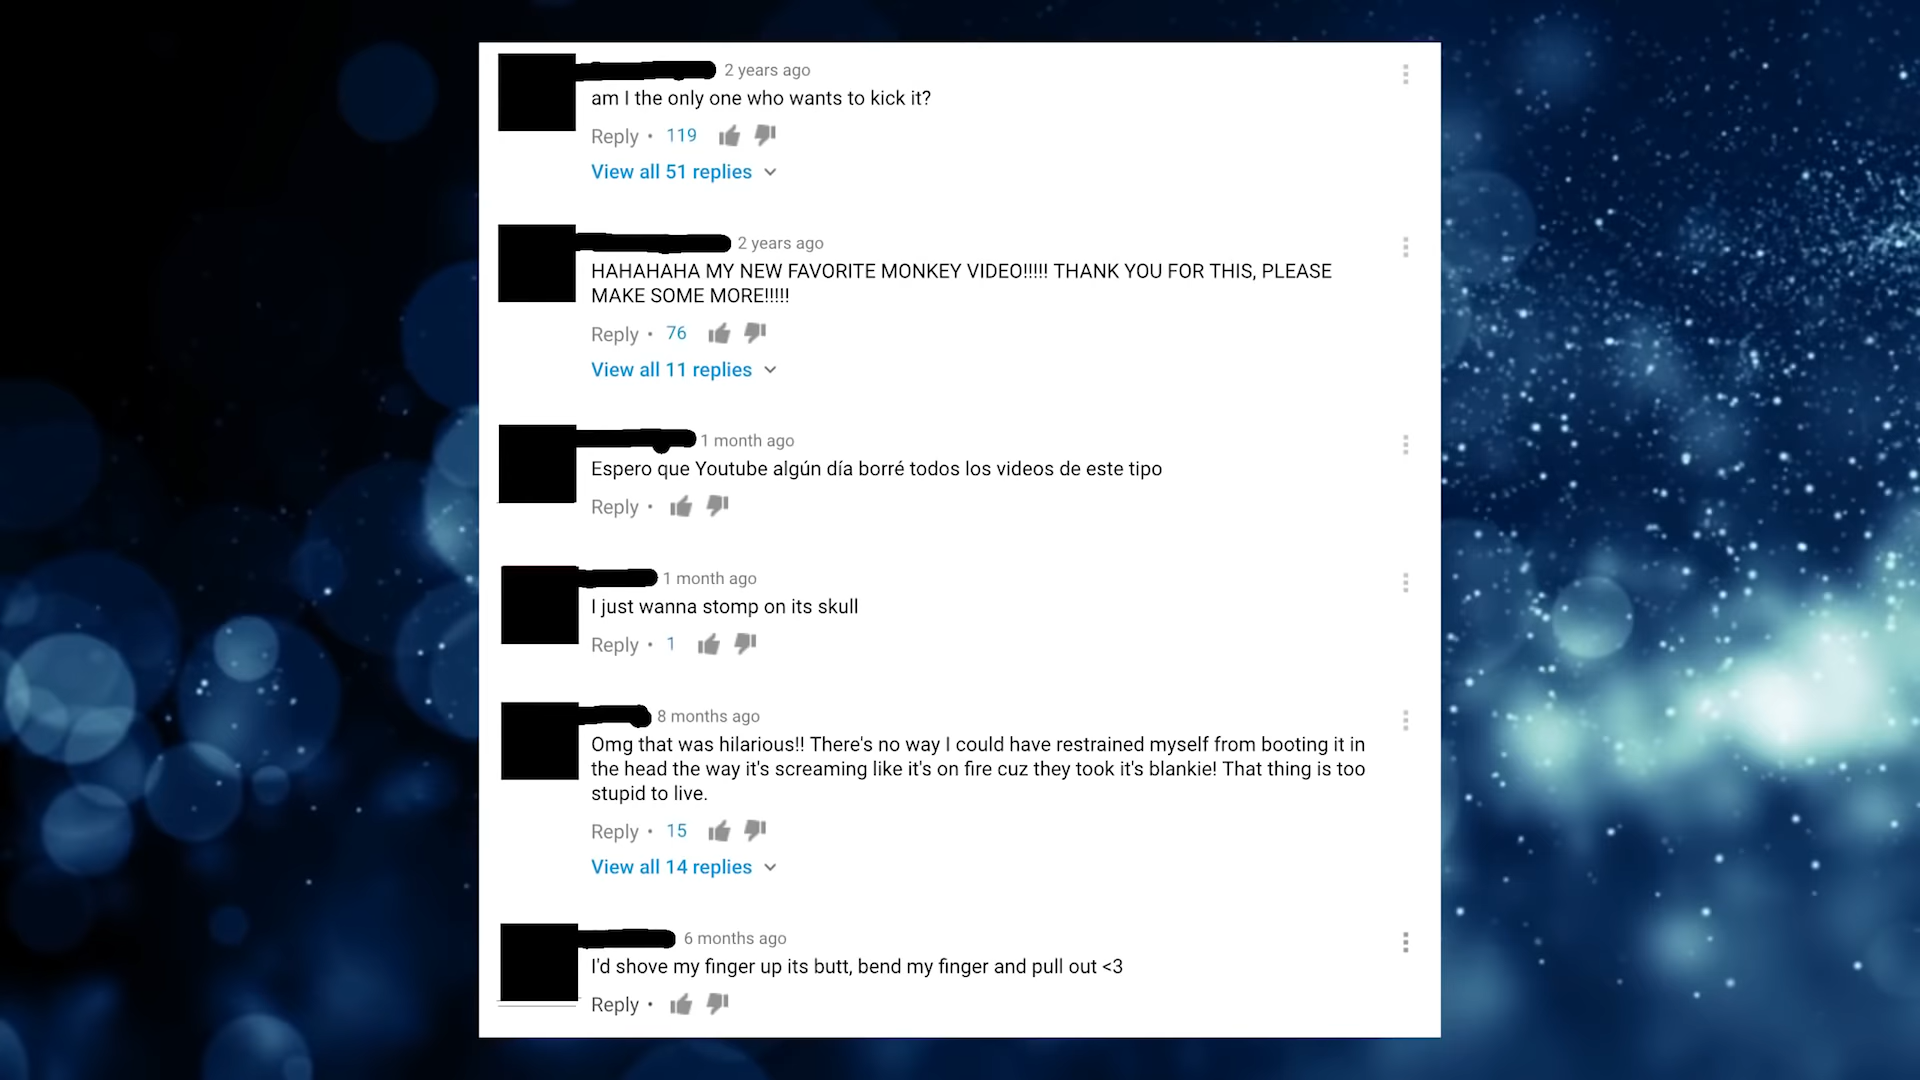 2 years ago
am I the only one who wants to kick it?
Reply • 119
View all 51 replies
2 years ago
HAHAHAHA MY NEW FAVORITE MONKEY VIDEO!!!!! THANK YOU FOR THIS, PLEASE
MAKE SOME MORE!!!!!
Reply • 76
View all 11 replies
1 month ago
Espero que Youtube algún día borré todos los videos de este tipo
Reply •
1 month ago
I just wanna stomp on its skull
Reply • 1
8 months ago
Omg that was hilarious!! There's no way I could have restrained myself from booting it in
the head the way it's screaming like it's on fire cuz they took it's blankie! That thing is too
stupid to live.
Reply • 15
View all 14 replies
6 months ago
I'd shove my finger up its butt, bend my finger and pull out <3
Reply •